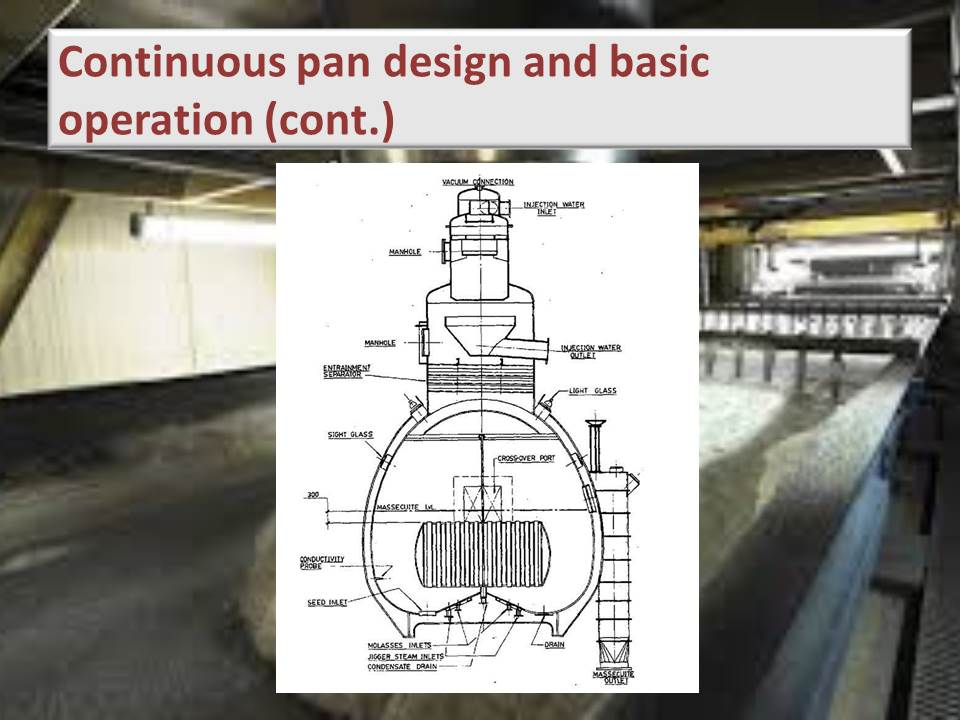 Continuous pan design and basic
operation (cont.)
VACUUM CONNECTION
INJECTION WATER
INLET
MANHOLE
MANHOLE
INJECTION WATER
OUTLET
ENTRAINMENT
SEPARATOR
LIGHT GLASS
SIGHT GLASS
CROSS-OVER PORT
300
MASSECUITE LVL.
CONDUCTIVITY
PROBE
SEED INLET
MOLASSES INLETS
DRAIN
JIGGER STEAM INLETS
CONDENSATE DRAIN
MASSECUITE
OUTLET